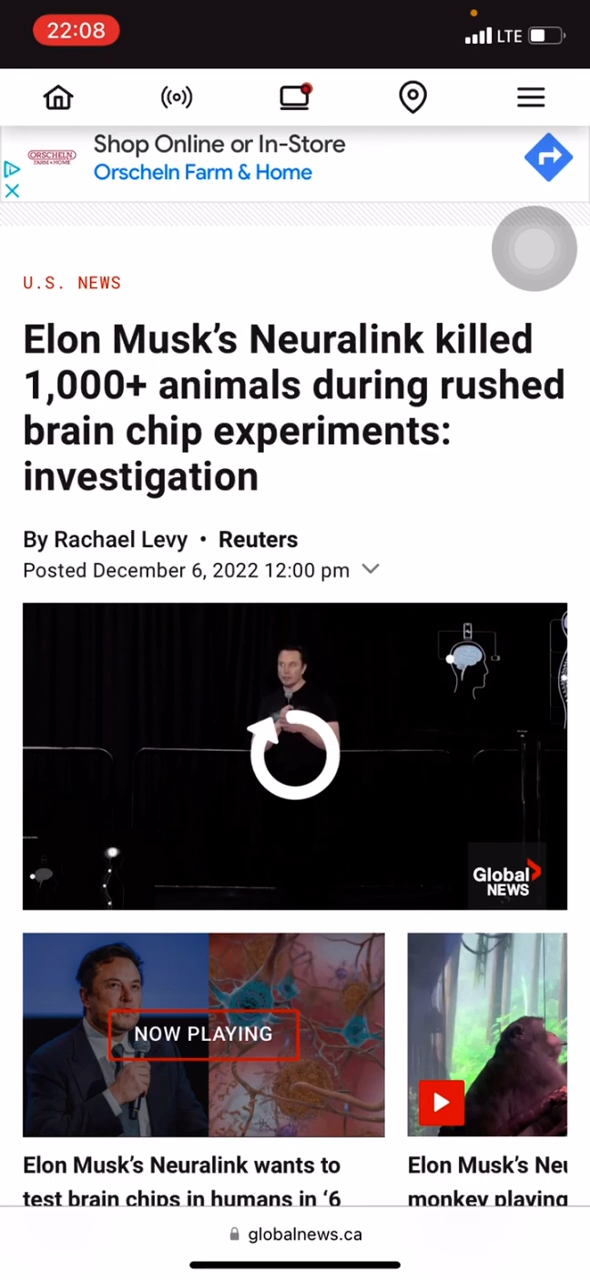 22:08
LTE
Shop Online or In-Store
ORSCHELN
FARM & HOME
Orscheln Farm & Home
U.S. NEWS
Elon Musk’s Neuralink killed
1,000+ animals during rushed
brain chip experiments:
investigation
By Rachael Levy • Reuters
Posted December 6, 2022 12:00 pm
Global
NEWS
NOW PLAYING
Elon Musk’s Neuralink wants to
test brain chips in humans in ‘6
Elon Musk’s Neu
monkey playing
globalnews.ca